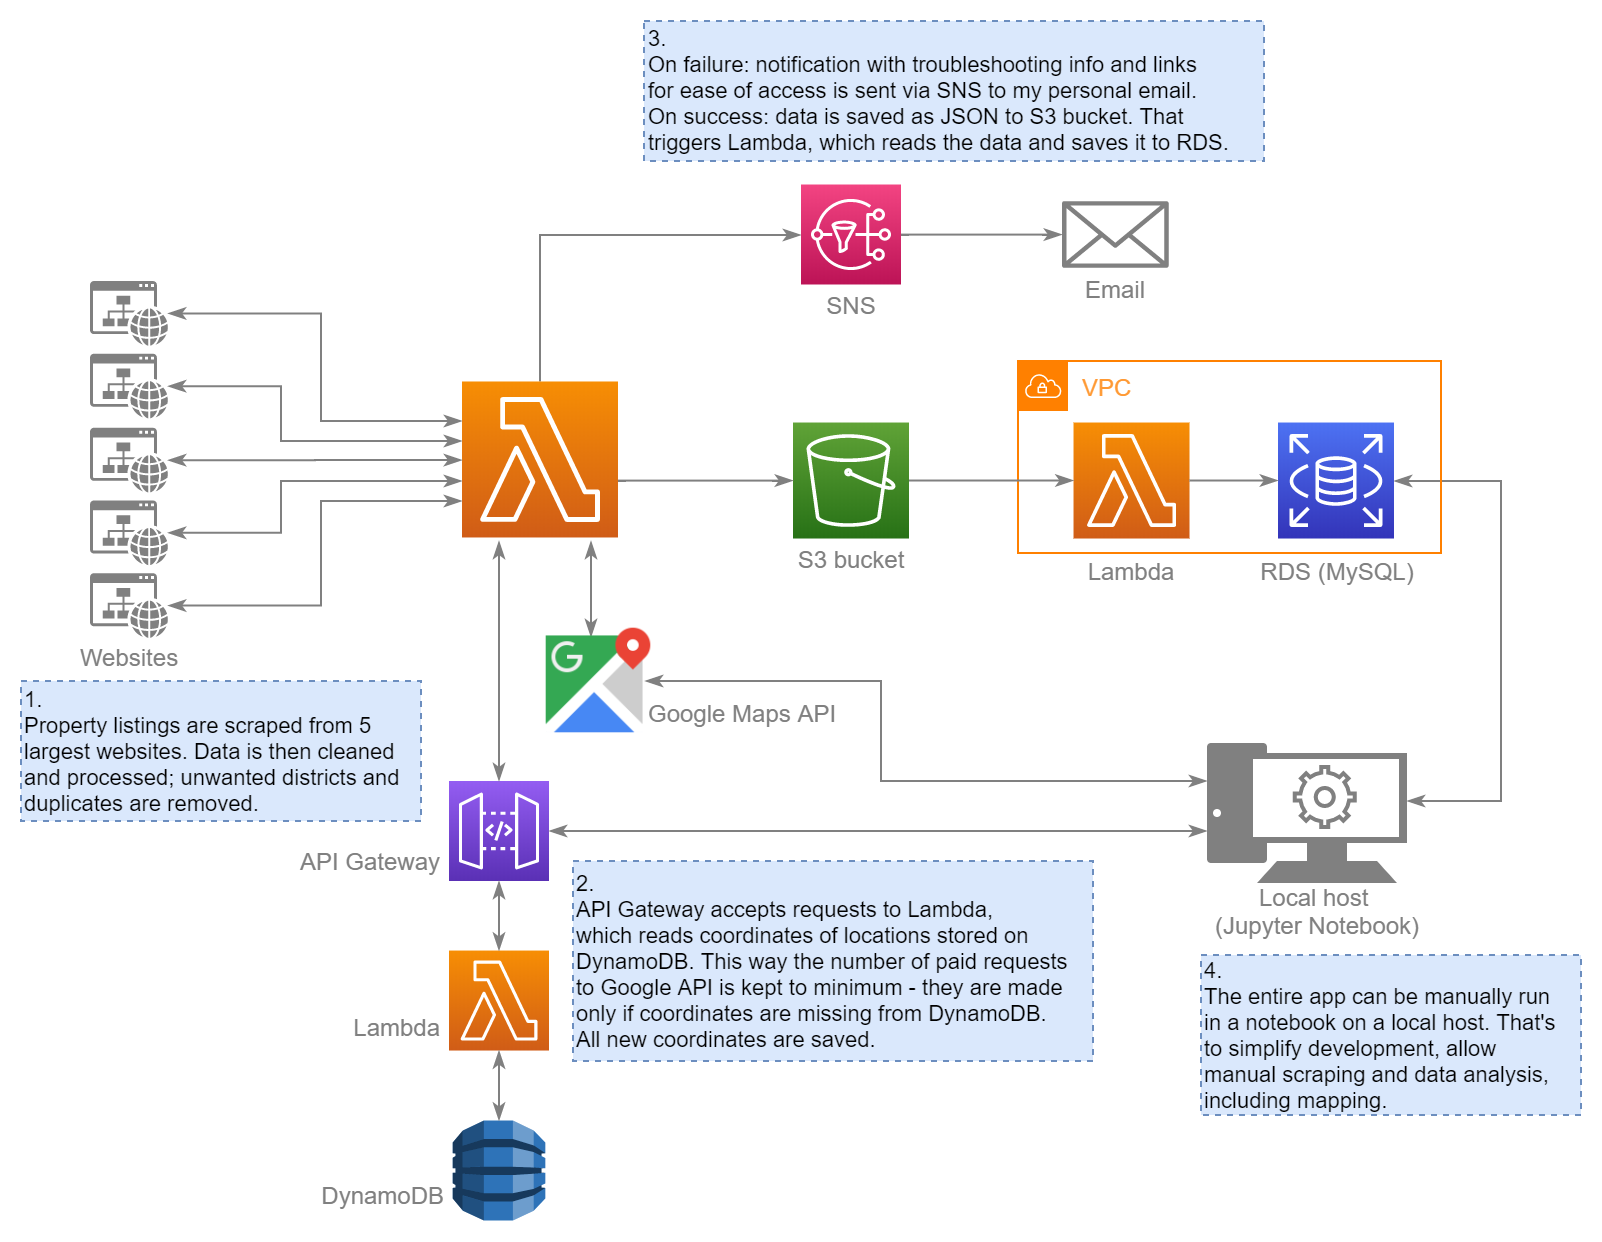 3.
On failure: notification with troubleshooting info and links
for ease of access is sent via SNS to my personal email.
On success: data is saved as JSON to S3 bucket. That
triggers Lambda, which reads the data and saves it to RDS.
SNS
Email
VPC
S3 bucket
Lambda
RDS (MySQL)
Websites
1.
Property listings are scraped from 5
largest websites. Data is then cleaned
and processed; unwanted districts and
duplicates are removed.
G
Google Maps API
</>
API Gateway
2.
API Gateway accepts requests to Lambda,
which reads coordinates of locations stored on
DynamoDB. This way the number of paid requests
to Google API is kept to minimum - they are made
only if coordinates are missing from DynamoDB.
All new coordinates are saved.
Local host
(Jupyter Notebook)
4.
The entire app can be manually run
in a notebook on a local host. That's
to simplify development, allow
manual scraping and data analysis,
including mapping.
Lambda
DynamoDB